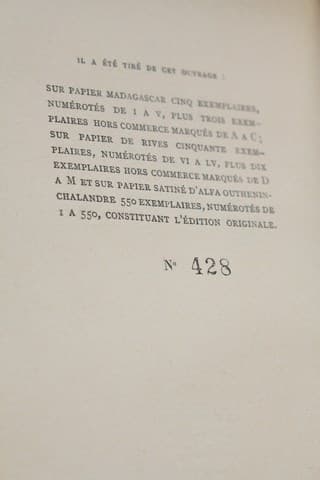 IL A ÉTÉ TIRÉ DE CET OUVRAGE :
SUR PAPIER MADAGASCAR CINQ EXEMPLAIRES,
NUMÉROTÉS DE I A V, PLUS TROIS EXEM-
PLAIRES HORS COMMERCE MARQUÉS DE A A C;
SUR PAPIER DE RIVES CINQUANTE EXEM-
PLAIRES, NUMÉROTÉS DE VI A LV, PLUS DIX
EXEMPLAIRES HORS COMMERCE MARQUÉS DE D
A M ET SUR PAPIER SATINÉ D'ALFA OUTHENIN-
CHALANDRE 550 EXEMPLAIRES, NUMÉROTÉS DE
1 A 550, CONSTITUANT L'ÉDITION ORIGINALE.
Nº 428